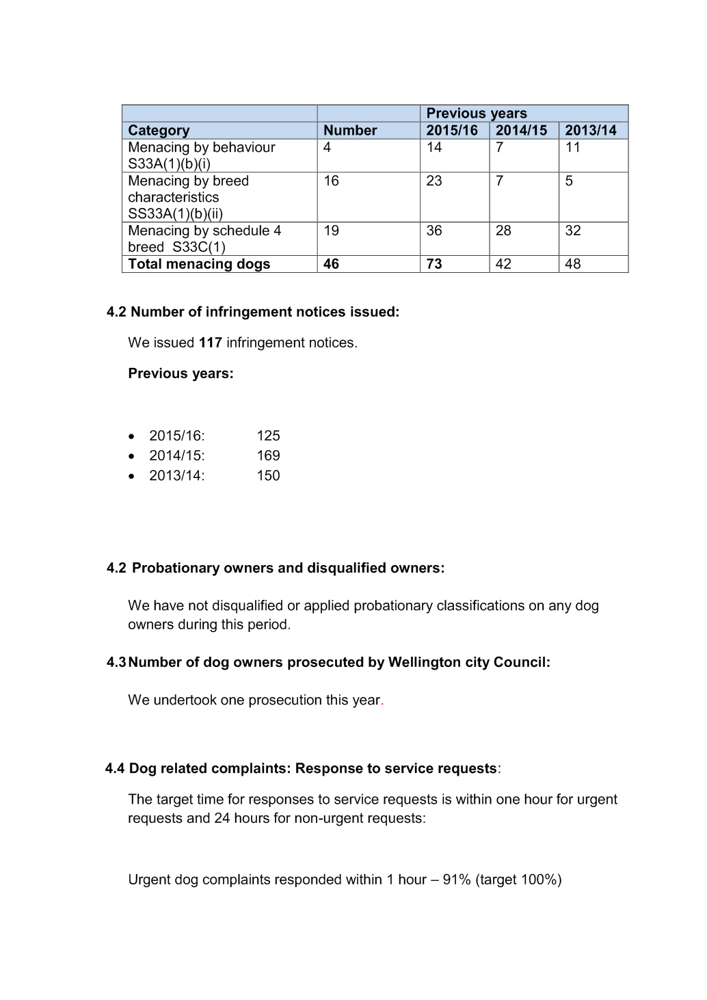 Previous years
Category Number 2015/16 2014/15 2013/14
Menacing by behaviour 4 14 7 11
S33A(1)(b)(i)
Menacing by breed 16 23 7 5
characteristics
SS33A(1)(b)(ii)
Menacing by schedule 4 19 36 28 32
breed S33C(1)
Total menacing dogs 46 73 42 48
4.2 Number of infringement notices issued:
We issued 117 infringement notices.
Previous years:
• 2015/16: 125
• 2014/15: 169
• 2013/14: 150
4.2 Probationary owners and disqualified owners:
We have not disqualified or applied probationary classifications on any dog
owners during this period.
4.3 Number of dog owners prosecuted by Wellington city Council:
We undertook one prosecution this year.
4.4 Dog related complaints: Response to service requests:
The target time for responses to service requests is within one hour for urgent
requests and 24 hours for non-urgent requests:
Urgent dog complaints responded within 1 hour – 91% (target 100%)